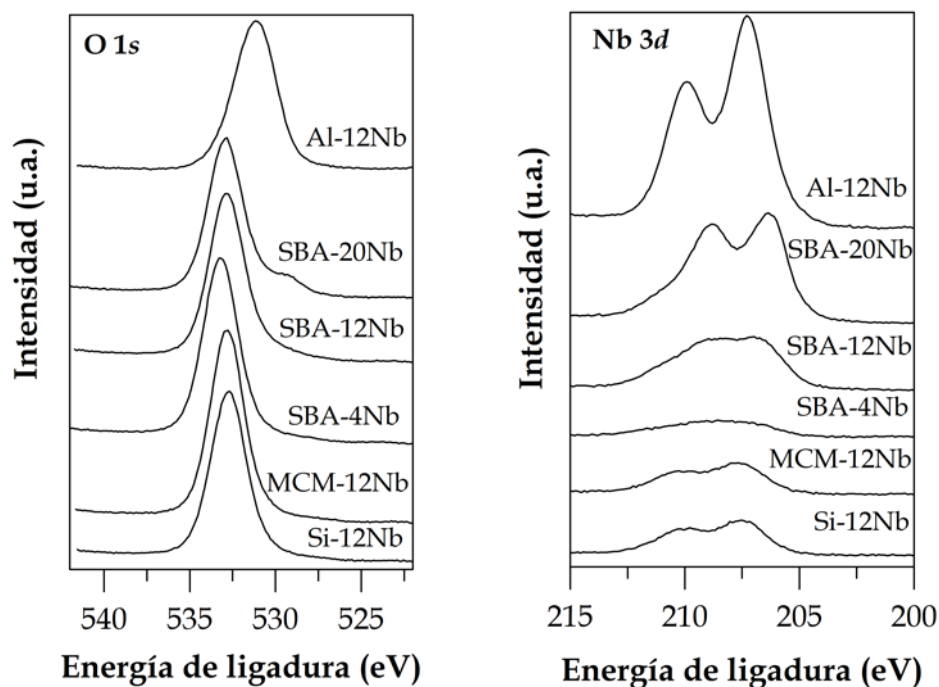 O 1s
Al-12Nb
SBA-20Nb
SBA-12Nb
SBA-4Nb
MCM-12Nb
Si-12Nb
Intensidad (u.a.)
540 535 530 525
Energía de ligadura (eV)
Nb 3d
Al-12Nb
SBA-20Nb
SBA-12Nb
SBA-4Nb
MCM-12Nb
Si-12Nb
Intensidad (u.a.)
215 210 205 200
Energía de ligadura (eV)